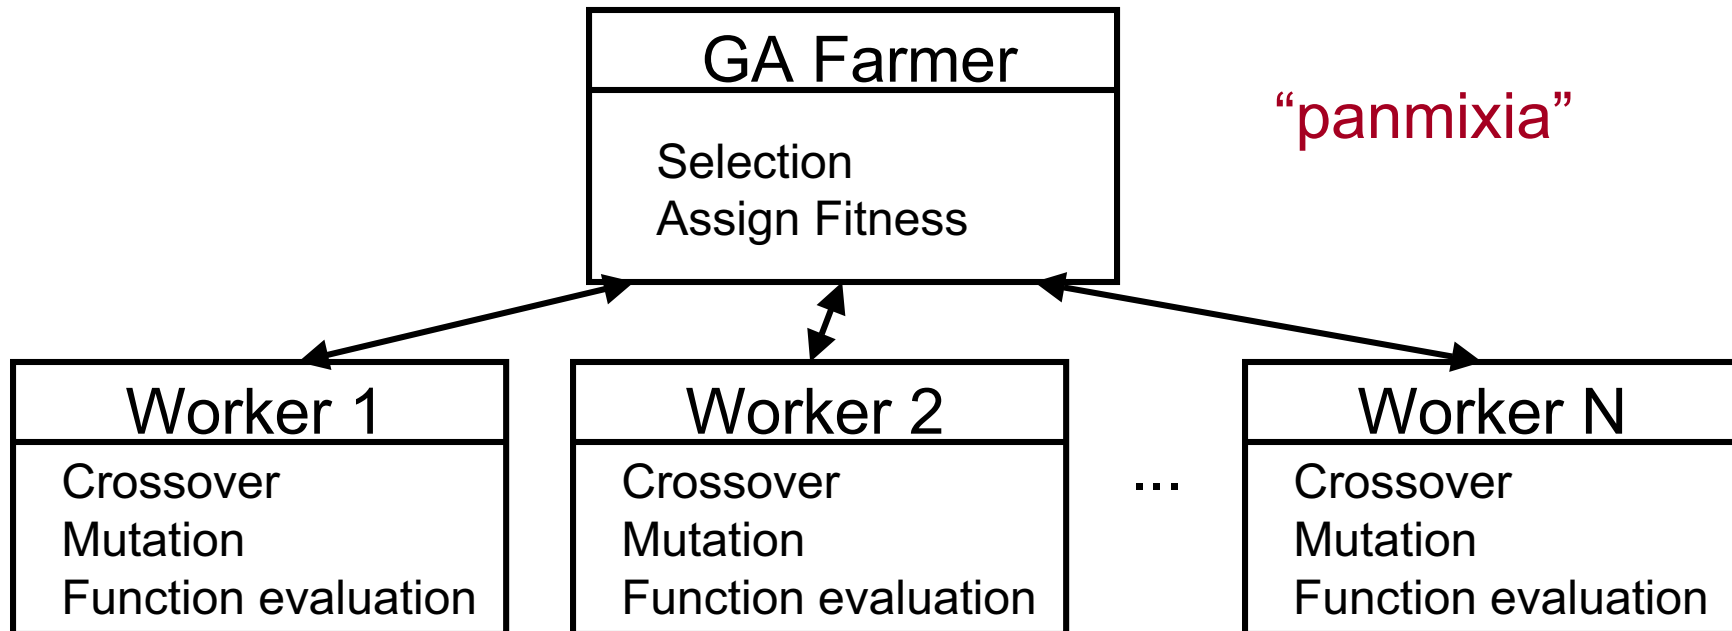 GA Farmer
“panmixia”
Selection
Assign Fitness
Worker 1
Crossover
Mutation
Function evaluation
Worker 2
Crossover
Mutation
Function evaluation
...
Worker N
Crossover
Mutation
Function evaluation